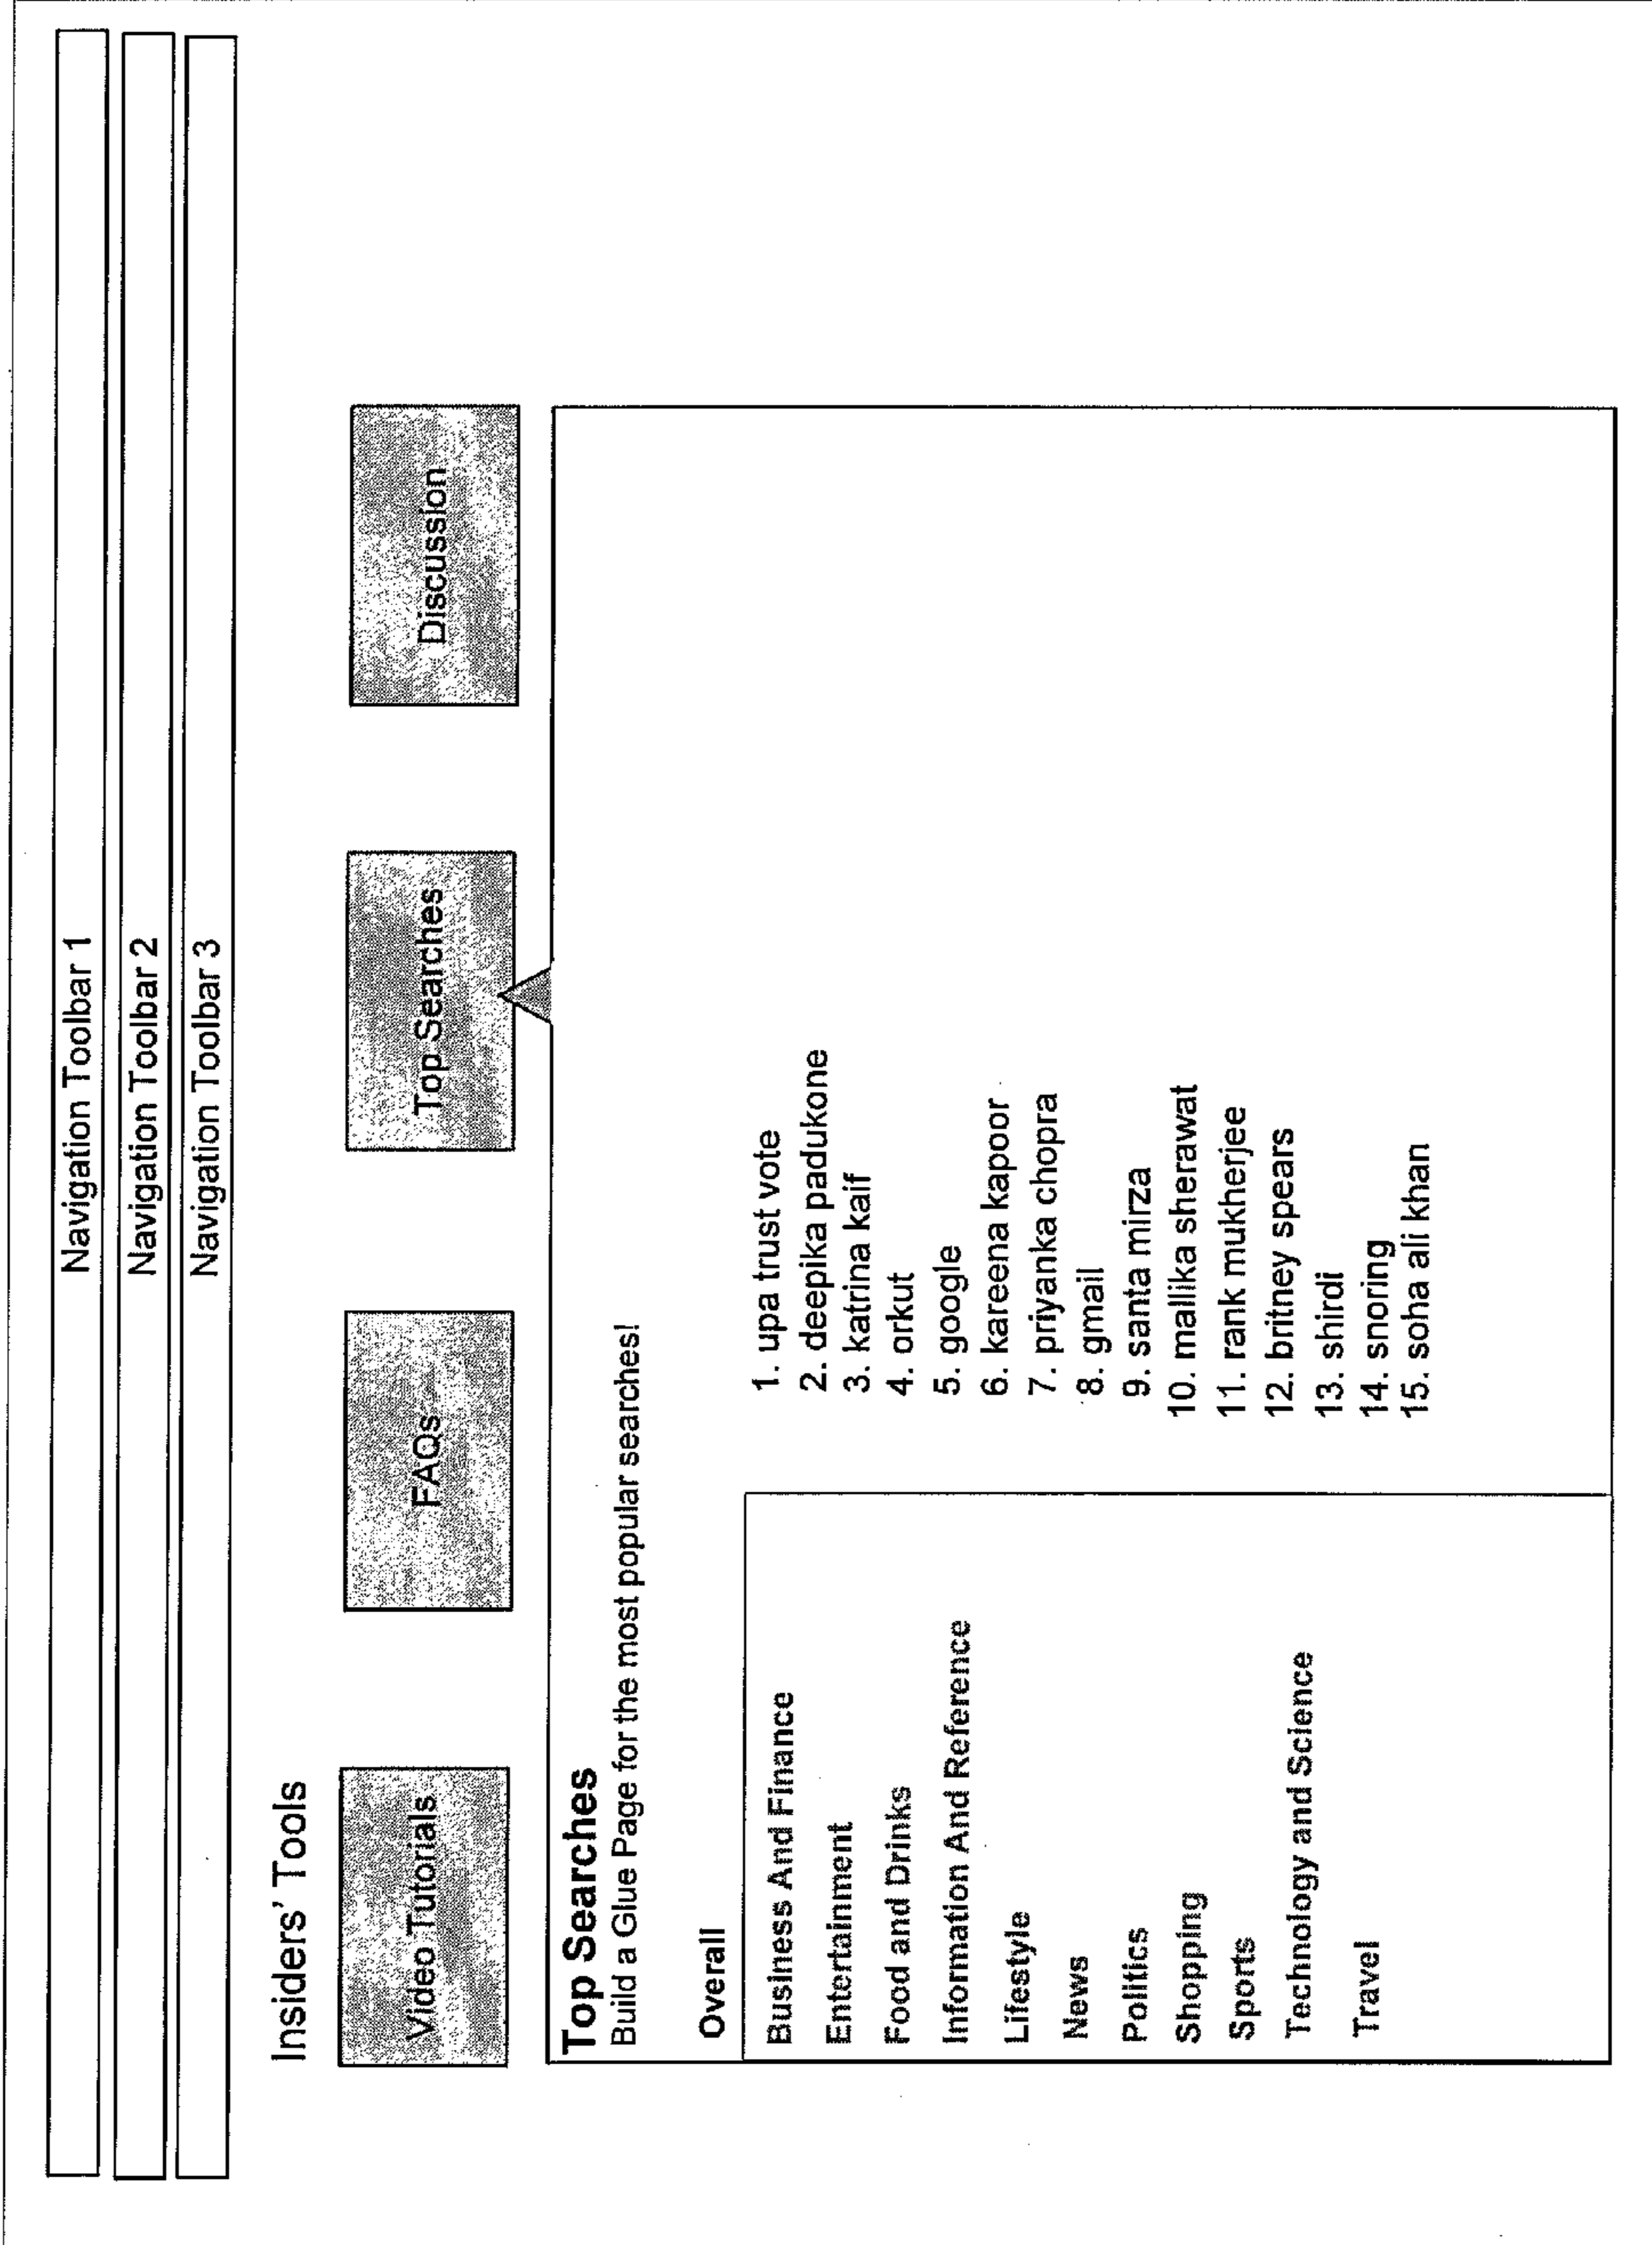 Navigation Toolbar 1
Navigation Toolbar 2
Navigation Toolbar 3
Insiders' Tools
Video Tutorials
FAQs
Top Searches
Discussion
Top Searches
Build a Glue Page for the most popular searches!
Overall
Business And Finance
Entertainment
Food and Drinks
Information And Reference
Lifestyle
News
Politics
Shopping
Sports
Technology and Science
Travel
1. upa trust vote
2. deepika padukone
3. katrina kaif
4. orkut
5. google
6. kareena kapoor
7. priyanka chopra
8. gmail
9. santa mirza
10. mallika sherawat
11. rank mukherjee
12. britney spears
13. shirdi
14. snoring
15. soha ali khan